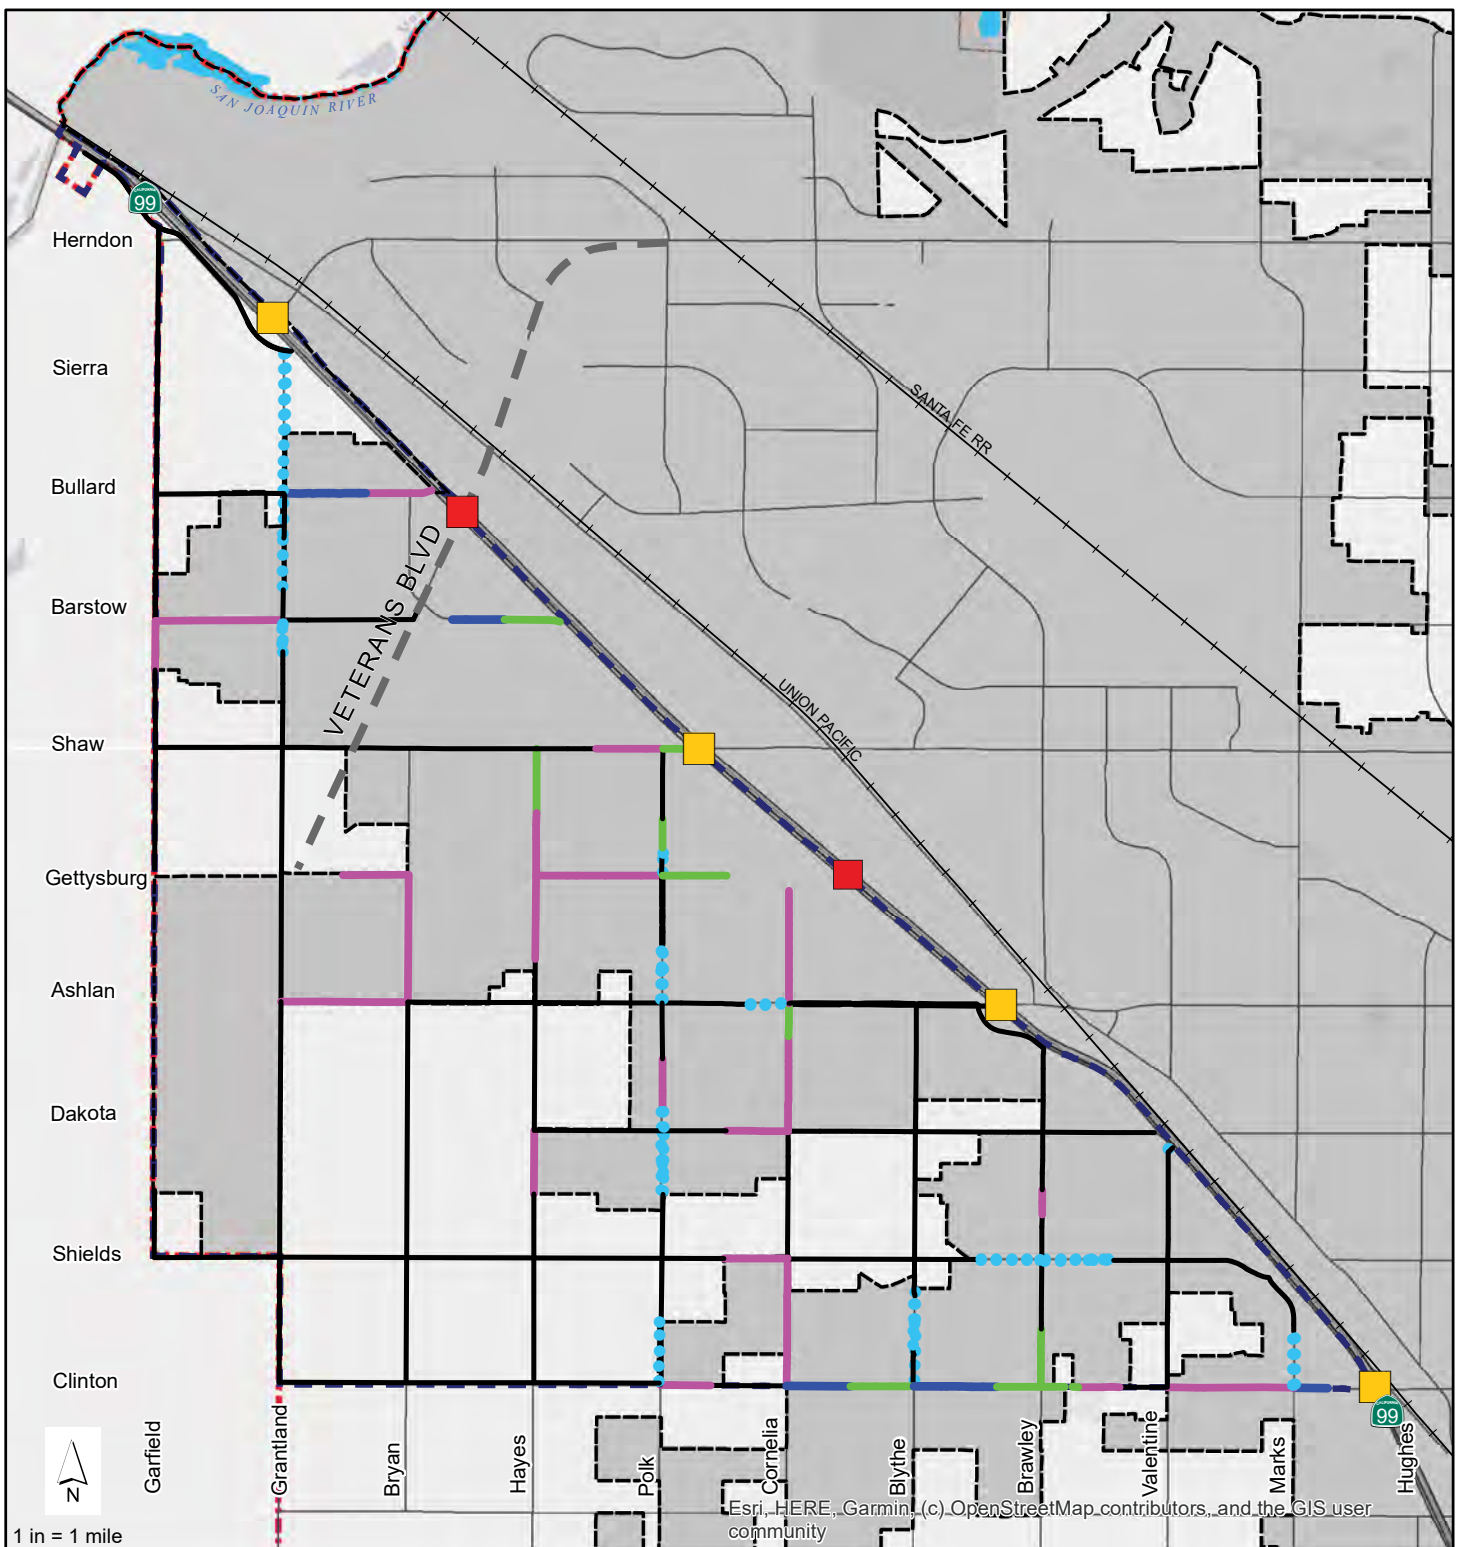 SAN JOAQUIN RIVER
CALIFORNIA
99
Herndon
Sierra
SANTA FE RR
Bullard
VETERANS BLVD
Barstow
UNION PACIFIC
Shaw
Gettysburg
Ashlan
Dakota
Shields
Clinton
CALIFORNIA
99
Garfield
Grantland
Bryan
Hayes
Polk
Cornelia
Blythe
Brawley
Valentine
Marks
Hughes
N
Esri, HERE, Garmin, (c) OpenStreetMap contributors, and the GIS user
community
1 in = 1 mile